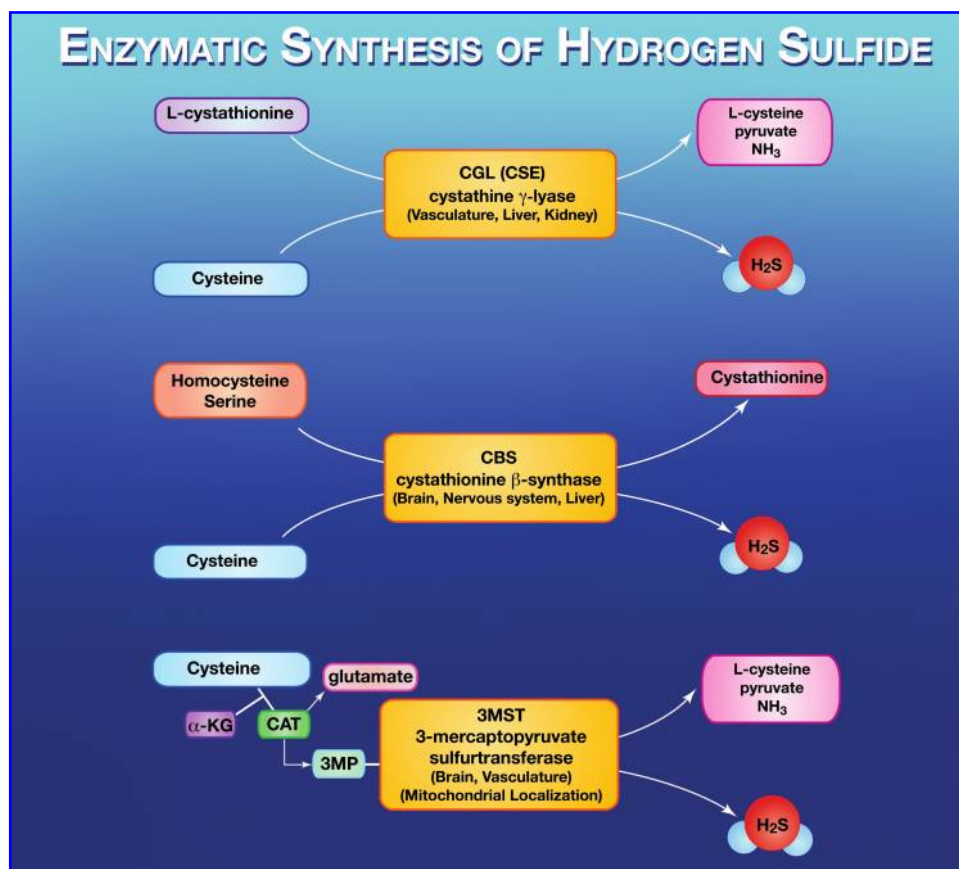 ENZYMATIC SYNTHESIS OF HYDROGEN SULFIDE
L-cystathionine
L-cysteine
pyruvate
NH₃
CGL (CSE)
cystathine γ-lyase
(Vasculature, Liver, Kidney)
Cysteine
H₂S
Homocysteine
Serine
Cystathionine
CBS
cystathionine β-synthase
(Brain, Nervous system, Liver)
Cysteine
H₂S
Cysteine
glutamate
α-KG
CAT
3MP
3MST
3-mercaptopyruvate
sulfurtransferase
(Brain, Vasculature)
(Mitochondrial Localization)
L-cysteine
pyruvate
NH₃
H₂S